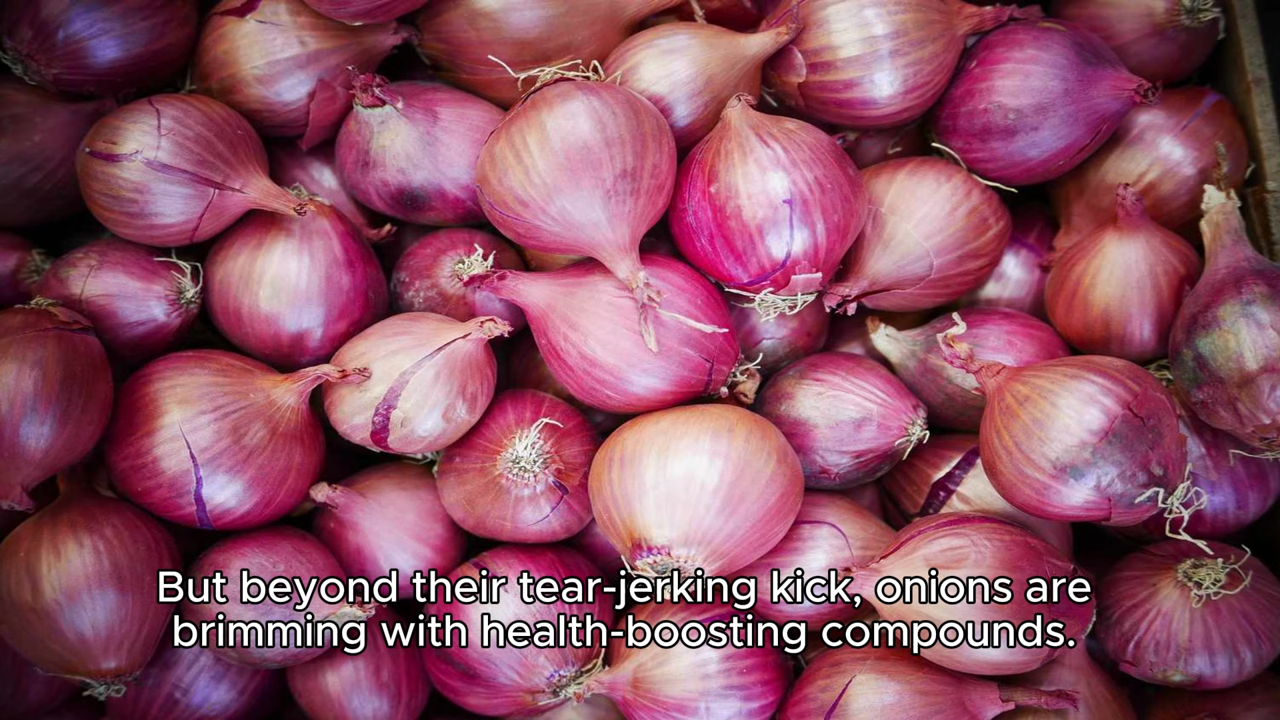 But beyond their tear-jerking kick, onions are
brimming with health-boosting compounds.